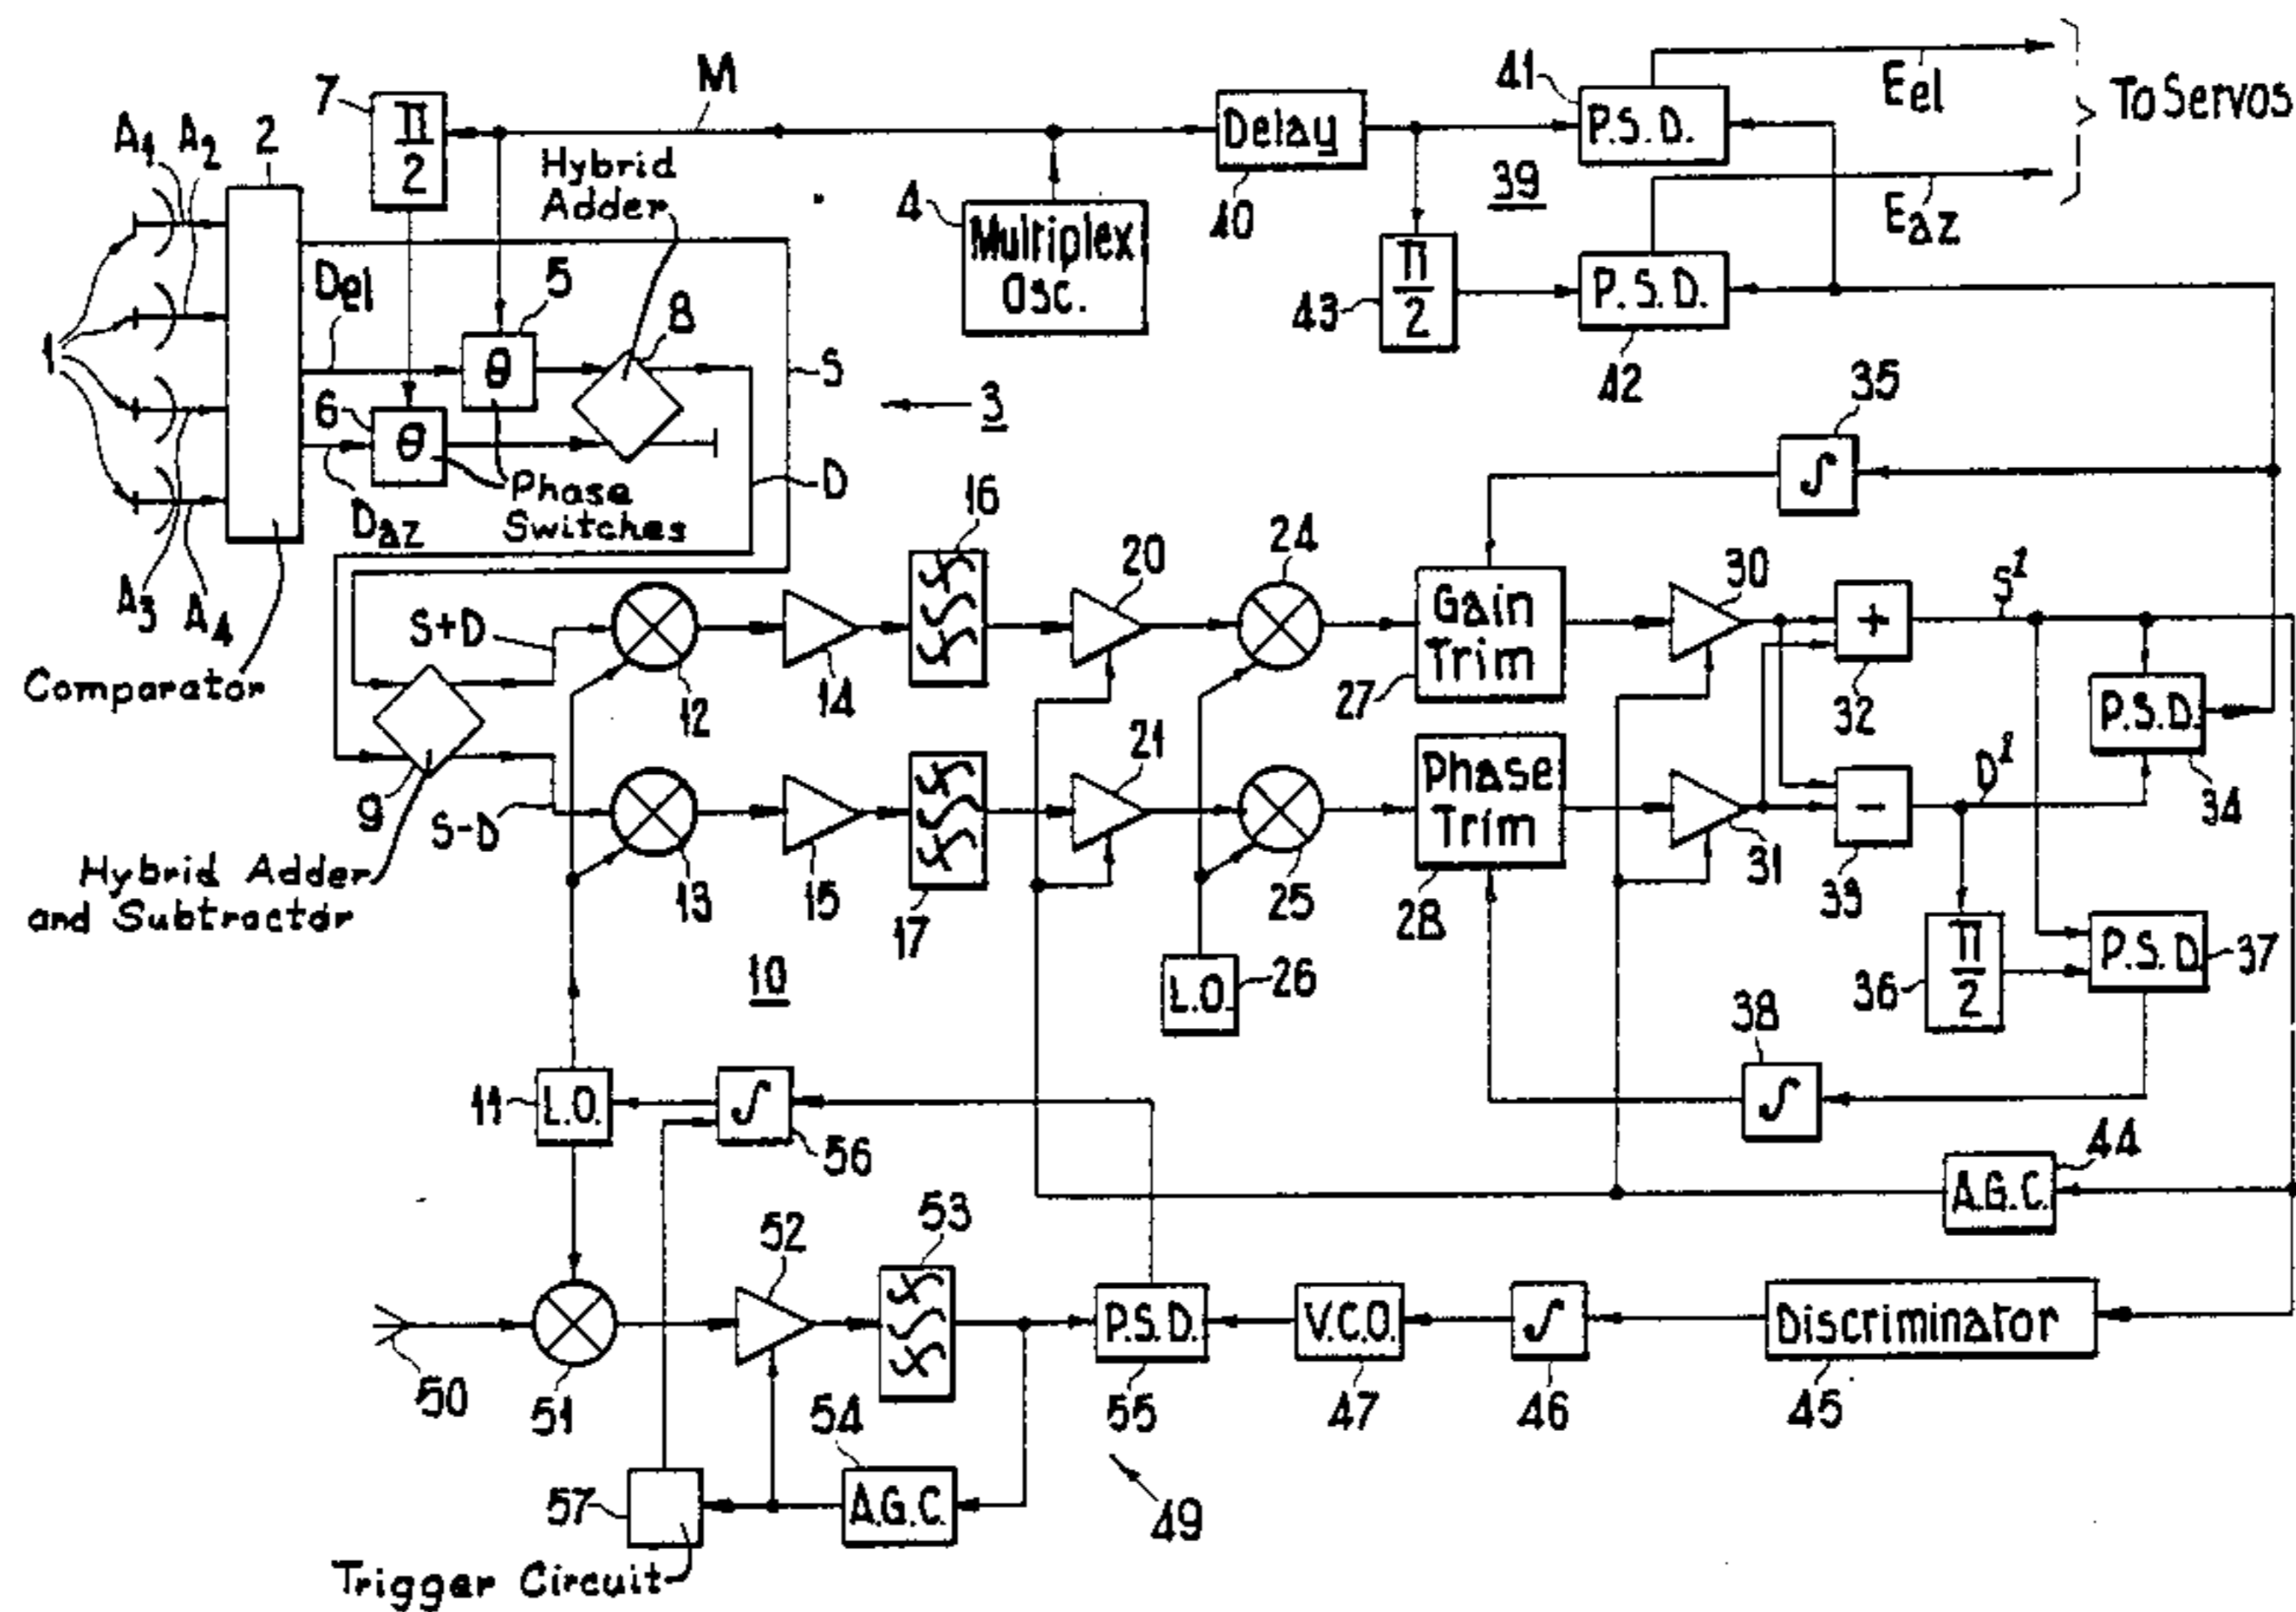 M
7
π/2
A1
A2
2
Hybrid
Adder
4
Multiplex
Osc.
Delay
40
41
P.S.D.
Eel
To Servos
39
Eaz
43
π/2
P.S.D.
42
1
Del
5
θ
8
S
3
6
θ
Daz
Phase
Switches
D
35
∫
A3
A4
Comparator
16
20
24
Gain
Trim
27
30
+
32
S1
P.S.D.
34
S+D
12
14
9
S-D
Hybrid Adder
and Subtractor
13
15
17
21
25
Phase
Trim
28
31
-
33
D1
10
L.O.
26
36
π/2
P.S.D.
37
38
∫
11
L.O.
∫
56
44
A.G.C.
50
51
52
53
P.S.D.
55
V.C.O.
47
∫
46
Discriminator
45
54
A.G.C.
57
49
Trigger Circuit